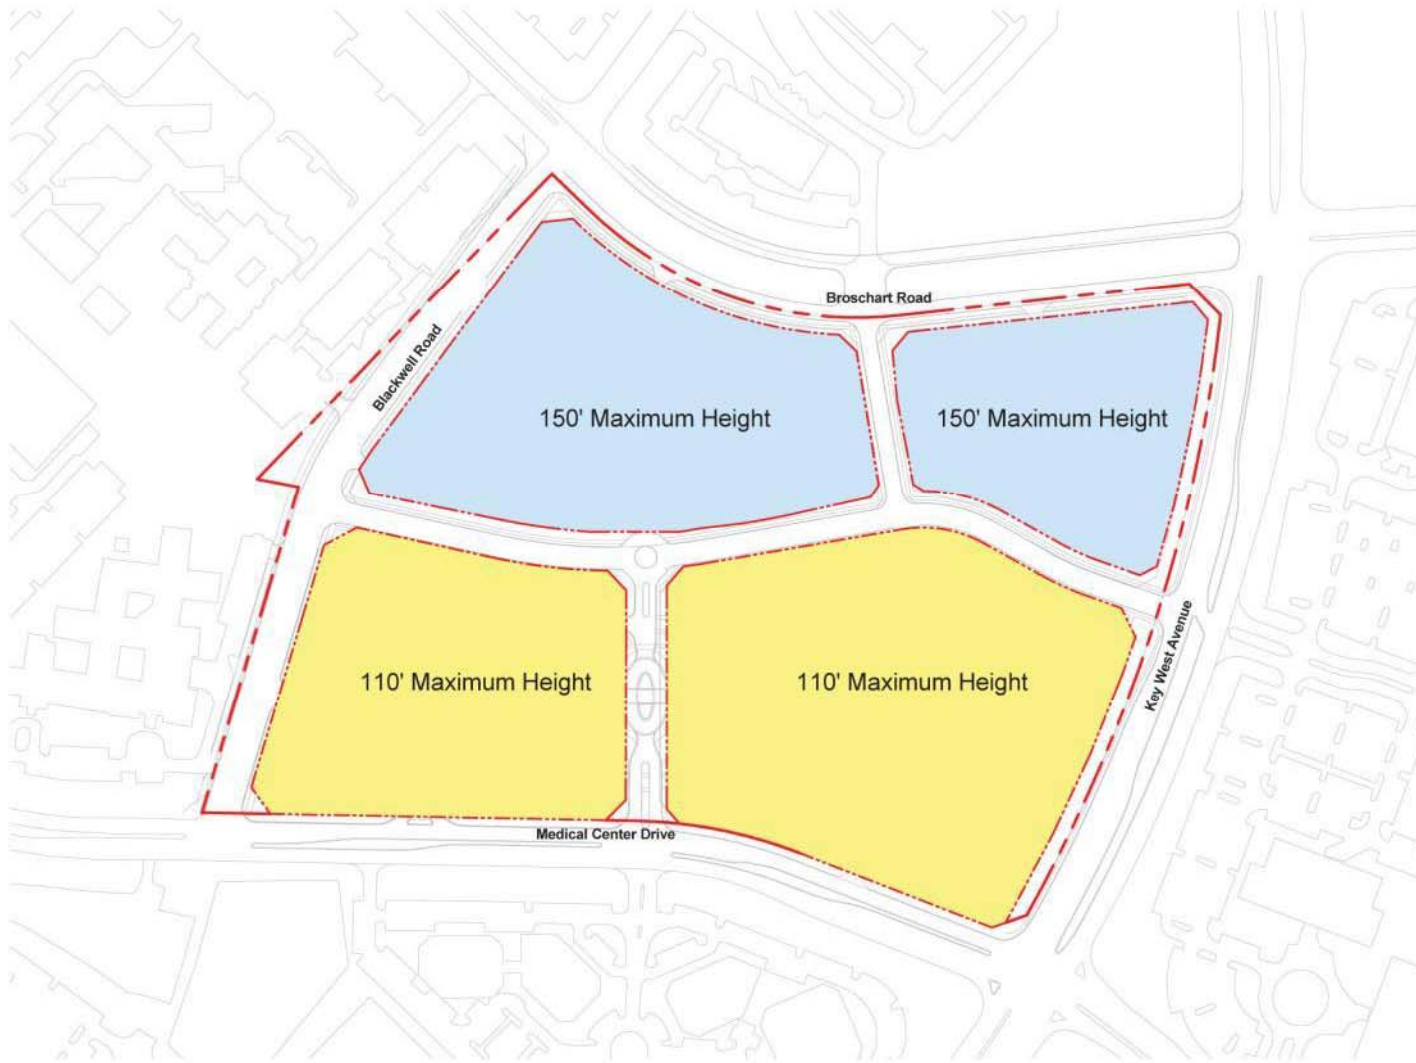 Broschart Road
Blackwell Road
150' Maximum Height
150' Maximum Height
110' Maximum Height
110' Maximum Height
Key West Avenue
Medical Center Drive